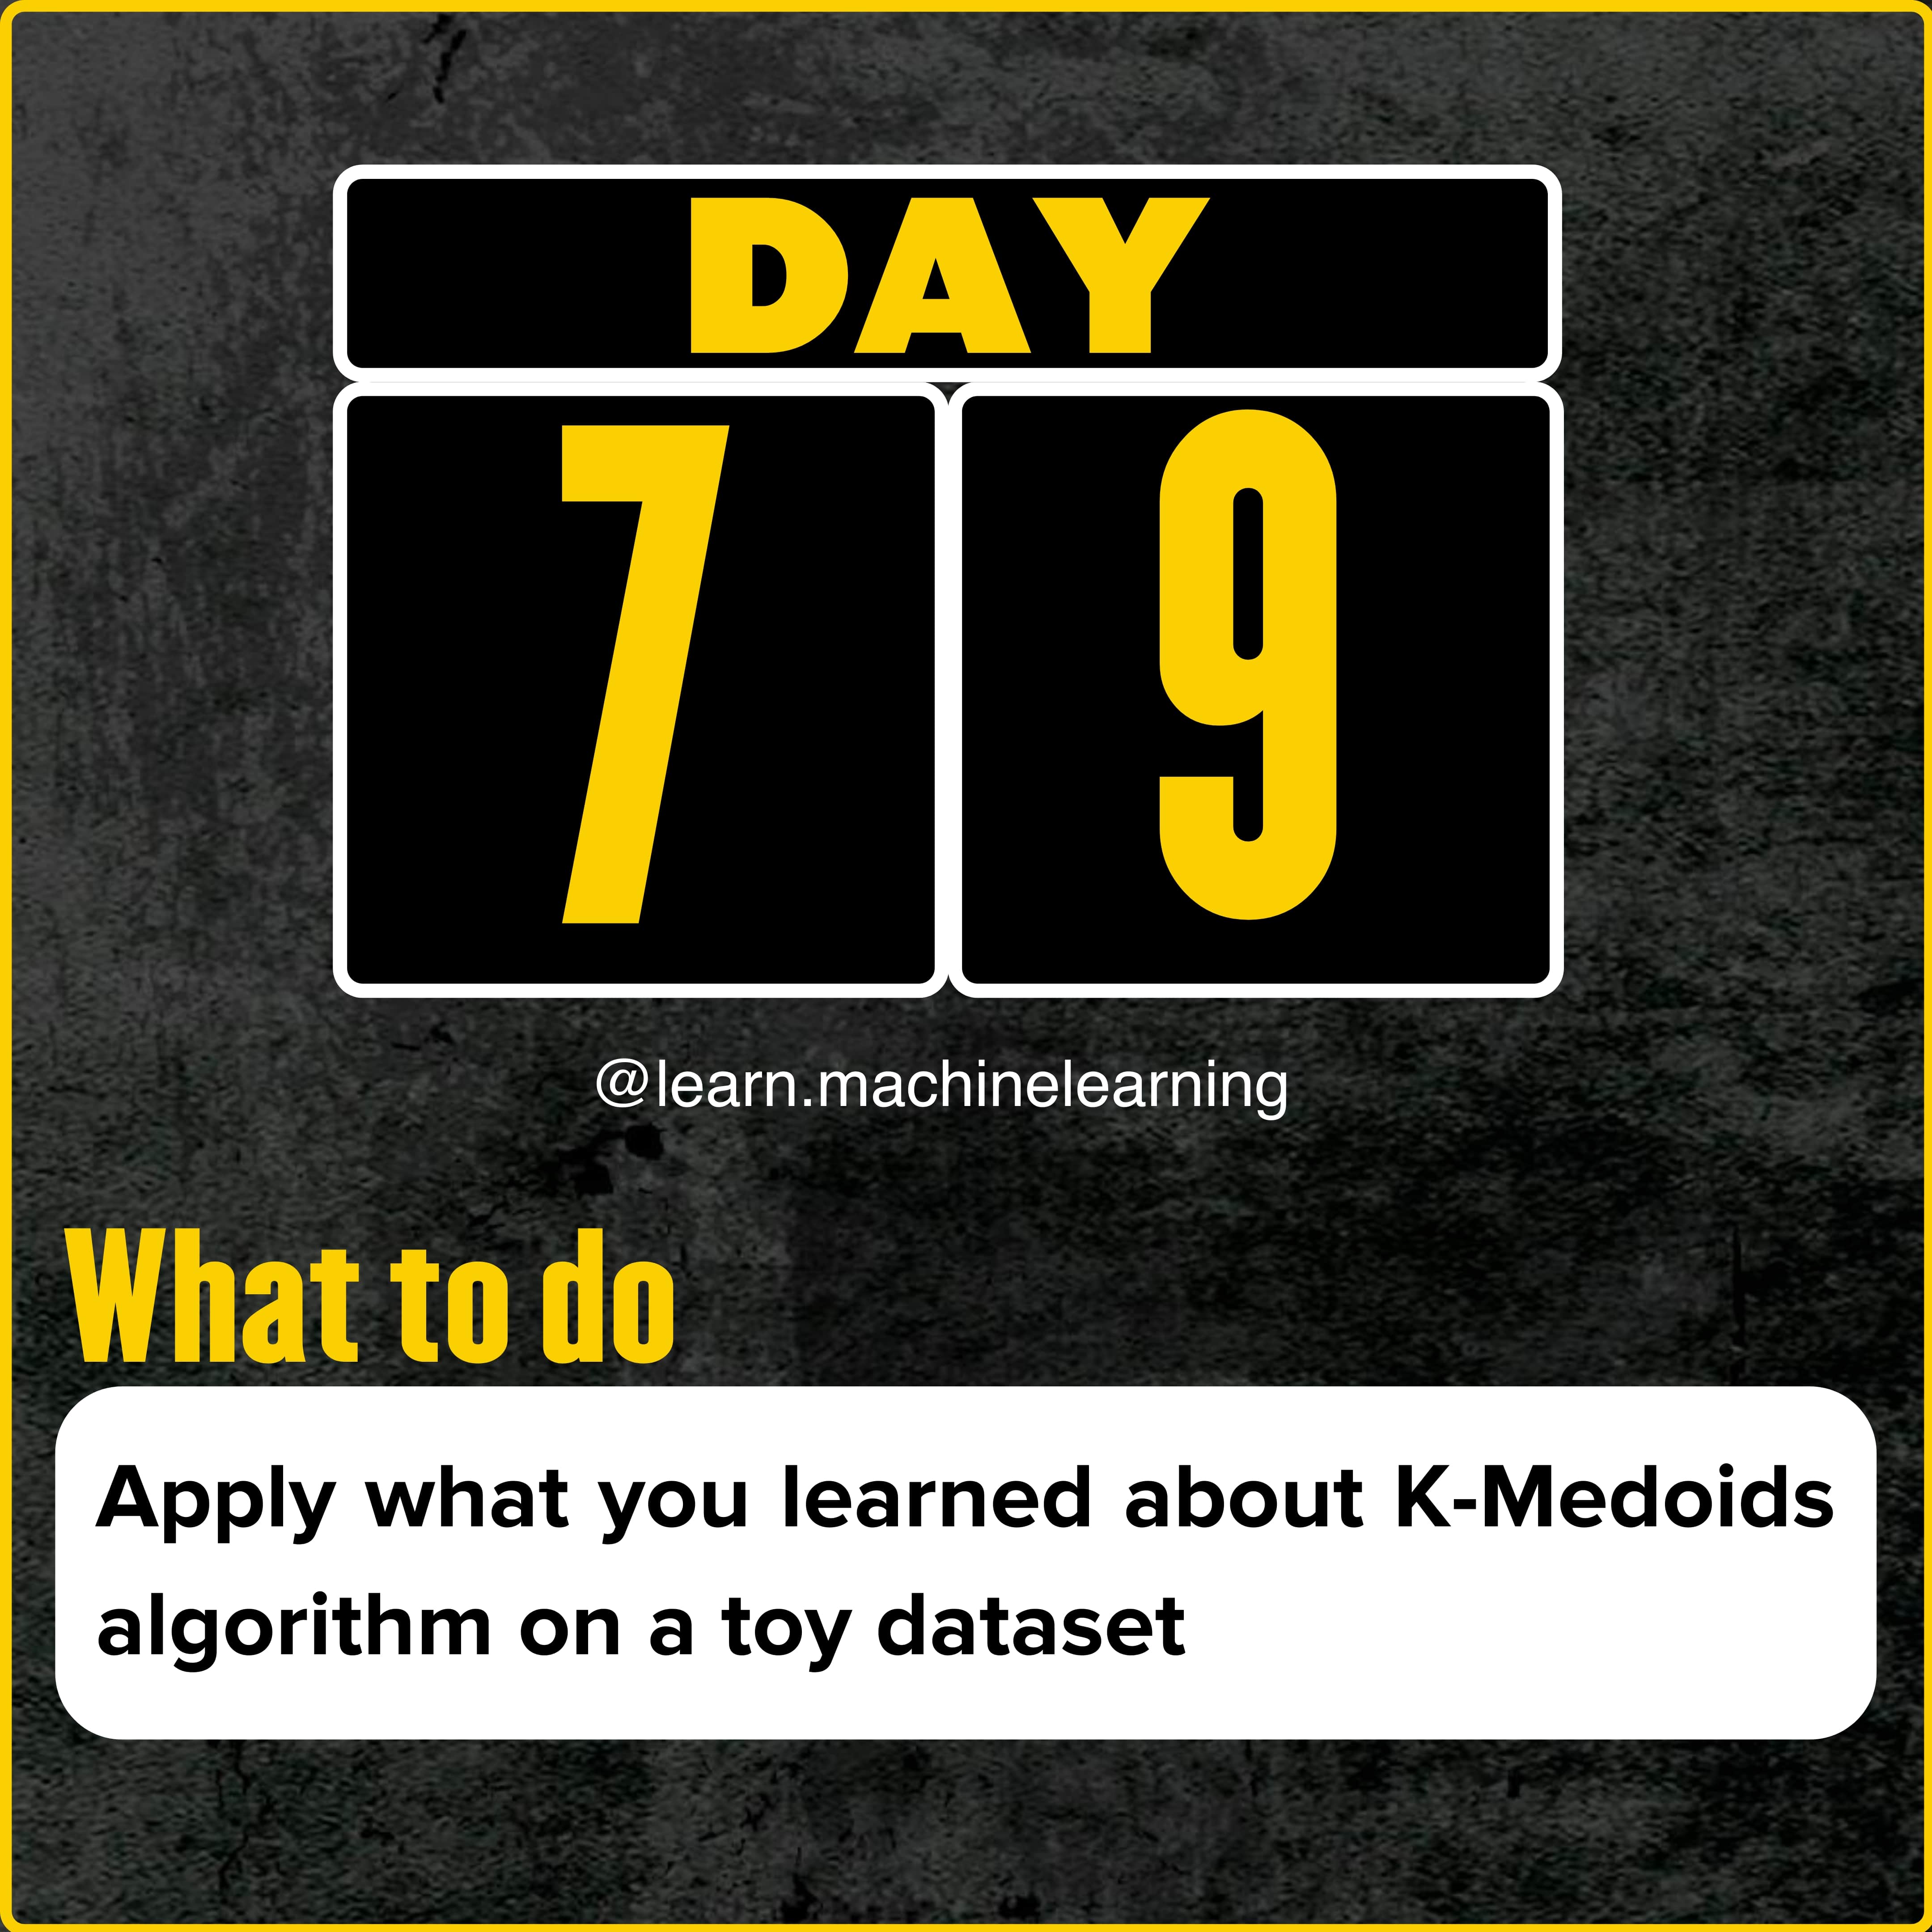 DAY
7 9
@learn.machinelearning
What to do
Apply what you learned about K-Medoids
algorithm on a toy dataset